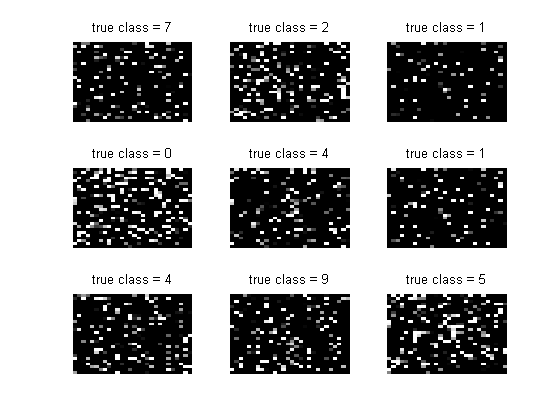 true class = 7
true class = 2
true class = 1
true class = 0
true class = 4
true class = 1
true class = 4
true class = 9
true class = 5